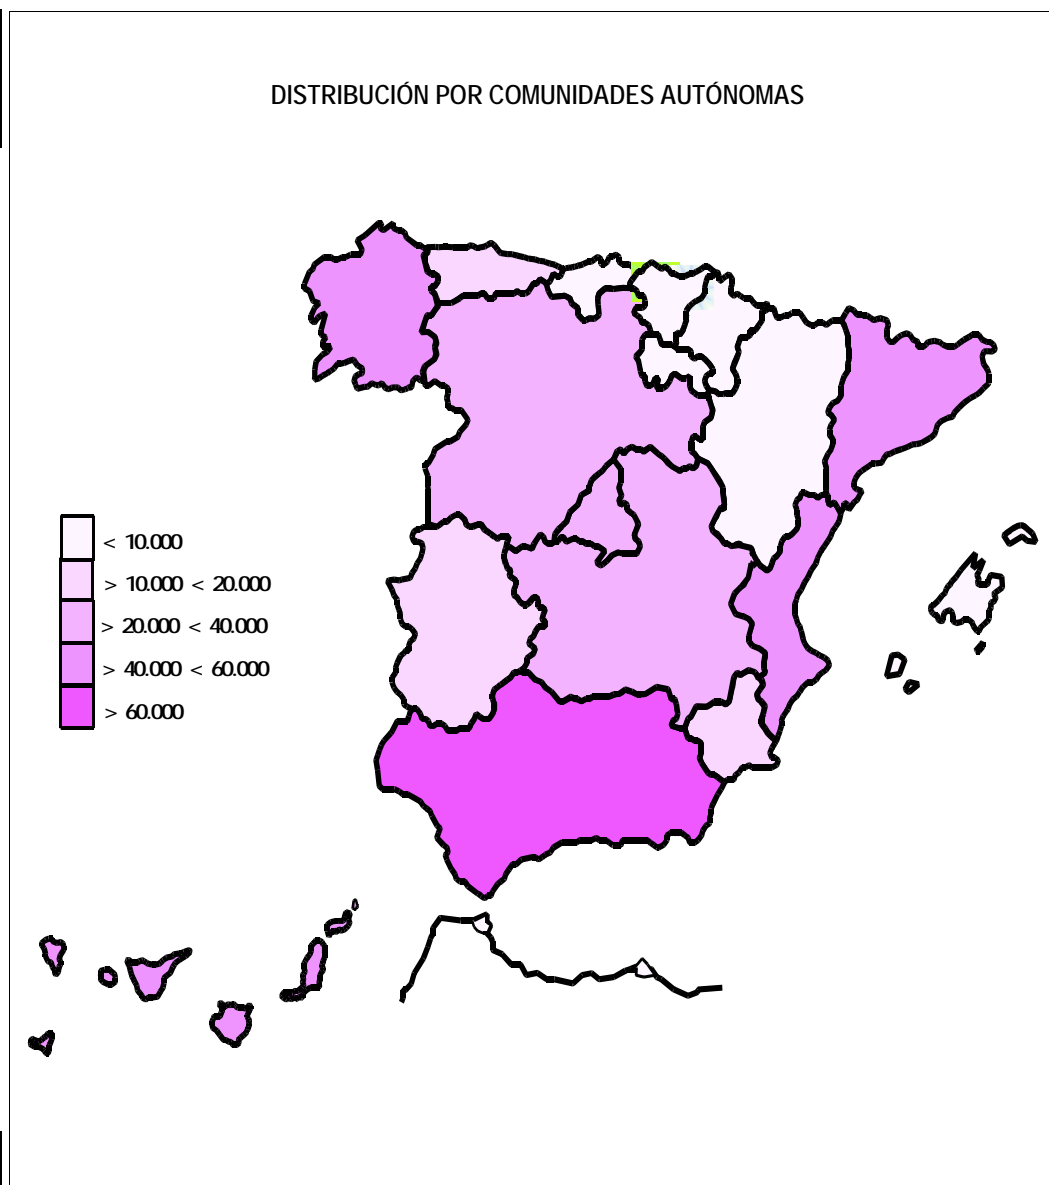 DISTRIBUCIÓN POR COMUNIDADES AUTÓNOMAS
< 10.000
> 10.000 < 20.000
> 20.000 < 40.000
> 40.000 < 60.000
> 60.000